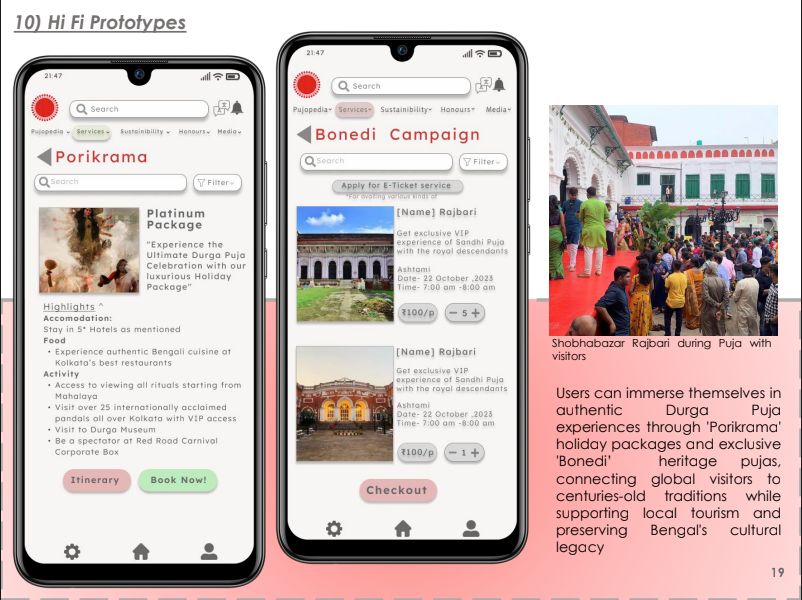 10) Hi Fi Prototypes
21:47
Search
Pujopedia
Services
Sustainability
Honours
Media
Porikrama
Search
Filter
Platinum
Package
"Experience the
Ultimate Durga Puja
Celebration with our
luxurious Holiday
Package"
Highlights ^
Accomodation:
Stay in 5* Hotels as mentioned
Food
• Experience authentic Bengali cuisine at
Kolkata's best restaurants
Activity
• Access to viewing all rituals starting from
Mahalaya
• Visit over 25 internationally acclaimed
pandals all over Kolkata with VIP access
• Visit to Durga Museum
• Be a spectator at Red Road Carnival
Corporate Box
Itinerary
Book Now!
21:47
Search
Pujopedia
Services
Sustainability
Honours
Media
Bonedi Campaign
Search
Filter
Apply for E-Ticket service
*For availing various kinds of
[Name] Rajbari
Get exclusive VIP
experience of Sandhi Puja
with the royal descendants
Ashtami
Date- 22 October ,2023
Time- 7:00 am -8:00 am
₹100/p
− 5 +
[Name] Rajbari
Get exclusive VIP
experience of Sandhi Puja
with the royal descendants
Ashtami
Date- 22 October ,2023
Time- 7:00 am -8:00 am
₹100/p
− 1 +
Checkout
Shobhabazar Rajbari during Puja with
visitors
Users can immerse themselves in
authentic Durga Puja
experiences through 'Porikrama'
holiday packages and exclusive
'Bonedi' heritage pujas,
connecting global visitors to
centuries-old traditions while
supporting local tourism and
preserving Bengal's cultural
legacy
19